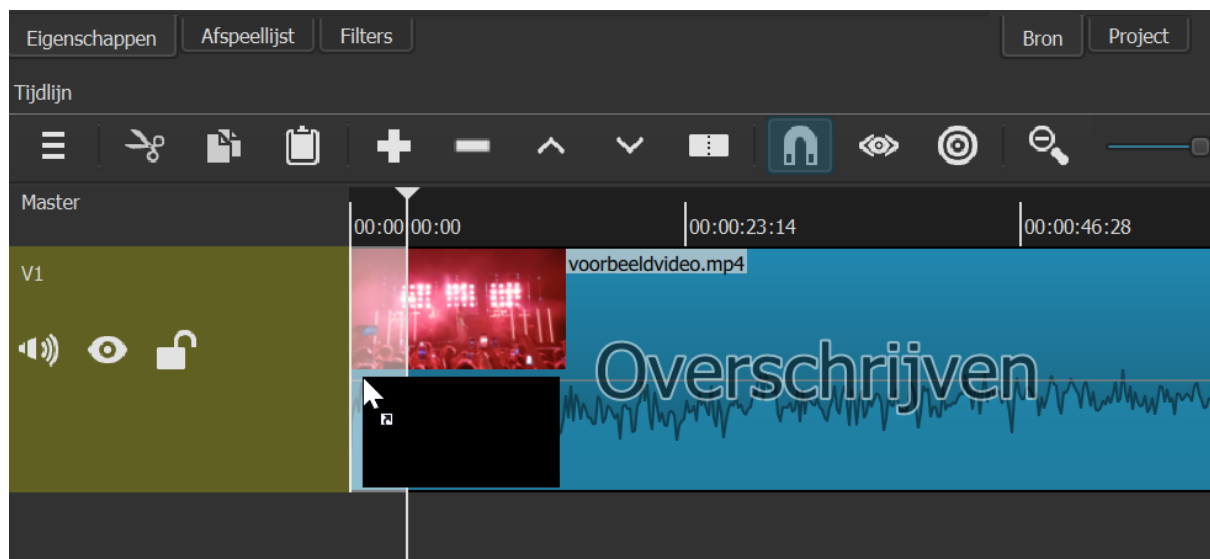 Eigenschappen Afspeellijst Filters Bron Project
Tijdlijn
Master
00:00:00:00 00:00:23:14 00:00:46:28
V1
voorbeeldvideo.mp4
Overschrijven